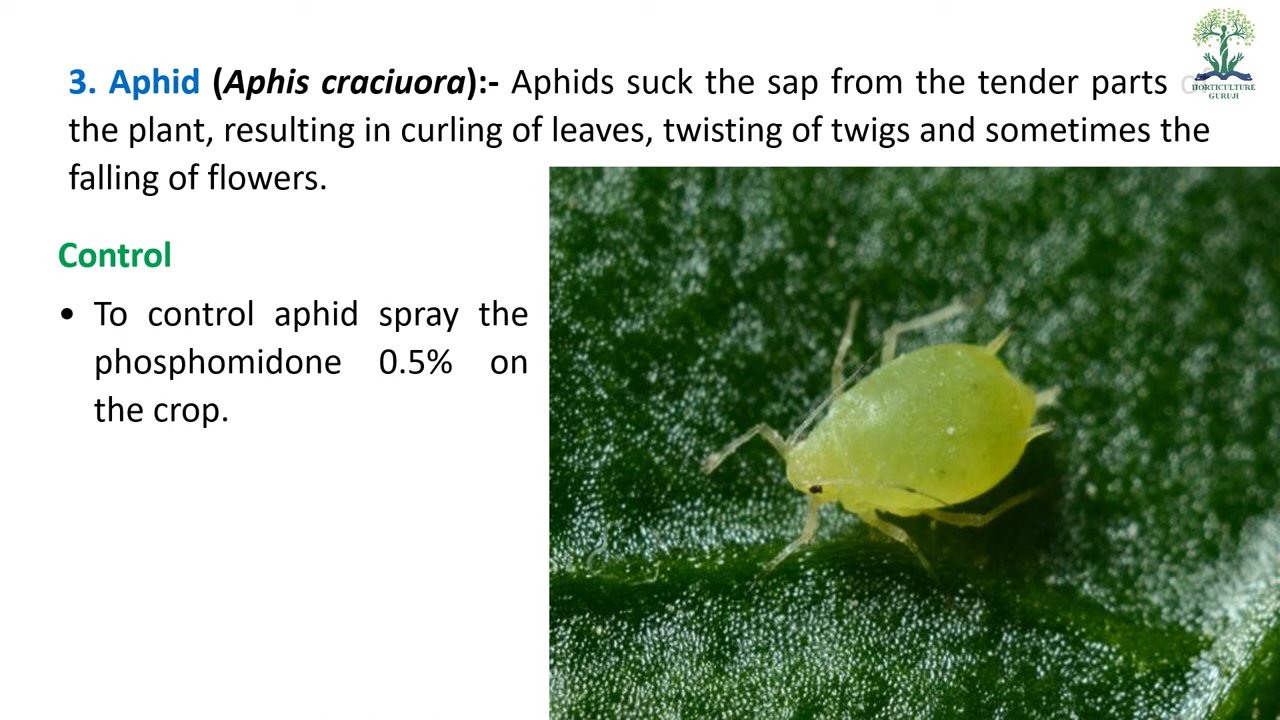 3. Aphid (Aphis craciuora):- Aphids suck the sap from the tender parts
the plant, resulting in curling of leaves, twisting of twigs and sometimes the
falling of flowers.
Control
• To control aphid spray the
phosphomidone 0.5% on
the crop.
HORTICULTURE
GURUJI